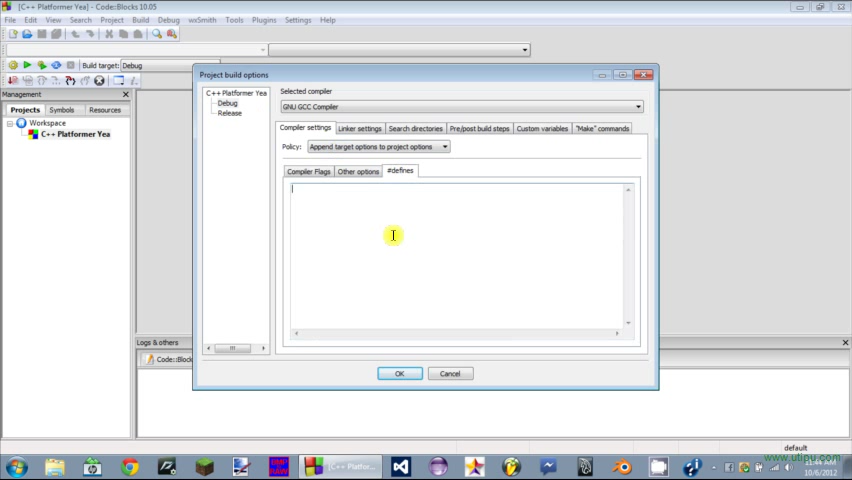 [C++ Platformer Yea] - Code::Blocks 10.05
File Edit View Search Project Build Debug wxSmith Tools Plugins Settings Help
Build target: Debug
Management
Projects Symbols Resources
Workspace
C++ Platformer Yea
Project build options
C++ Platformer Yea
Debug
Release
Selected compiler
GNU GCC Compiler
Compiler settings Linker settings Search directories Pre/post build steps Custom variables "Make" commands
Policy: Append target options to project options
Compiler Flags Other options #defines
OK Cancel
Logs & others
Code::Block
default
[C++ Platfor...
11:44 AM
10/6/2012
www.utipu.com